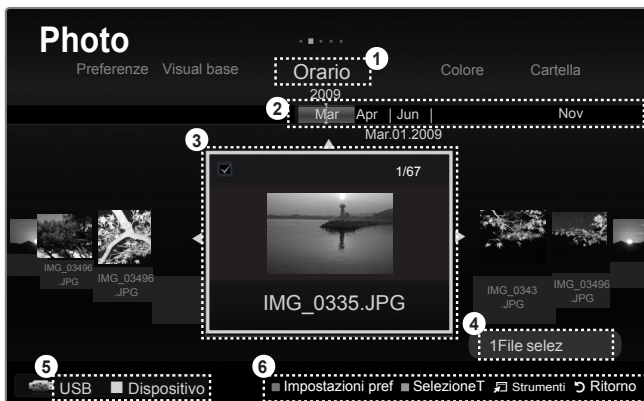 Photo
1
Preferenze Visual base Orario Colore Cartella
2009
2
Mar Apr Jun Nov
Mar.01.2009
3
1/67
IMG_03496
.JPG
IMG_03496
.JPG
IMG_0335.JPG
IMG_0343
.JPG
IMG_03496
.JPG
4
1File selez
5
6
USB Dispositivo
Impostazioni pref SelezioneT Strumenti Ritorno